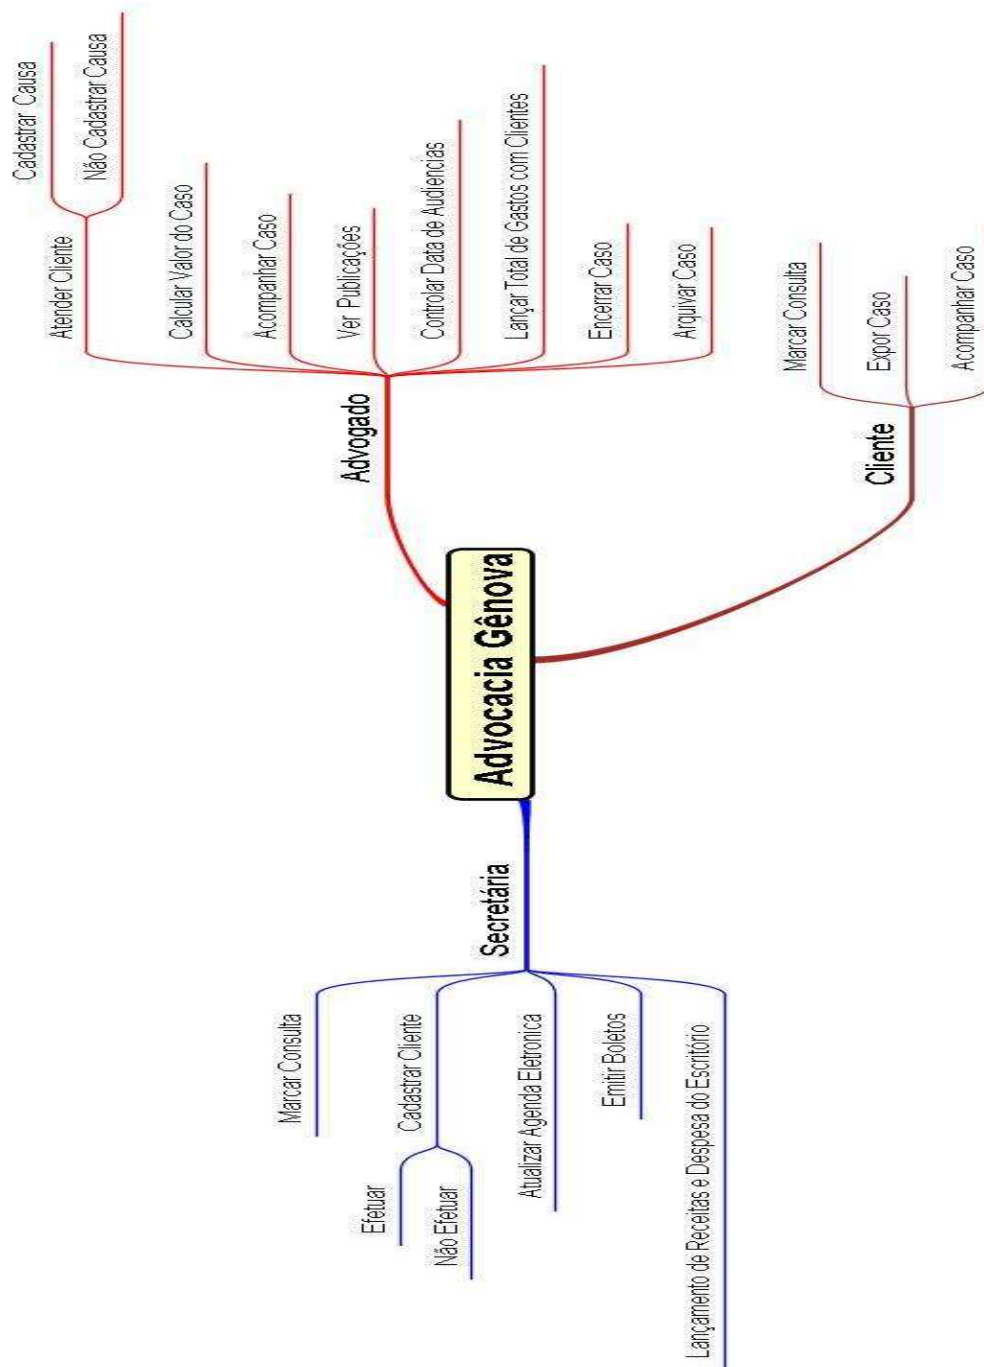 Advocacia Gênova
Secretária
Marcar Consulta
Cadastrar Cliente
Efetuar
Não Efetuar
Atualizar Agenda Eletronica
Emitir Boletos
Lançamento de Receitas e Despesa do Escritório
Advogado
Atender Cliente
Cadastrar Causa
Não Cadastrar Causa
Calcular Valor do Caso
Acompanhar Caso
Ver Publicações
Controlar Data de Audiencias
Lançar Total de Gastos com Clientes
Encerrar Caso
Arquivar Caso
Cliente
Marcar Consulta
Expor Caso
Acompanhar Caso